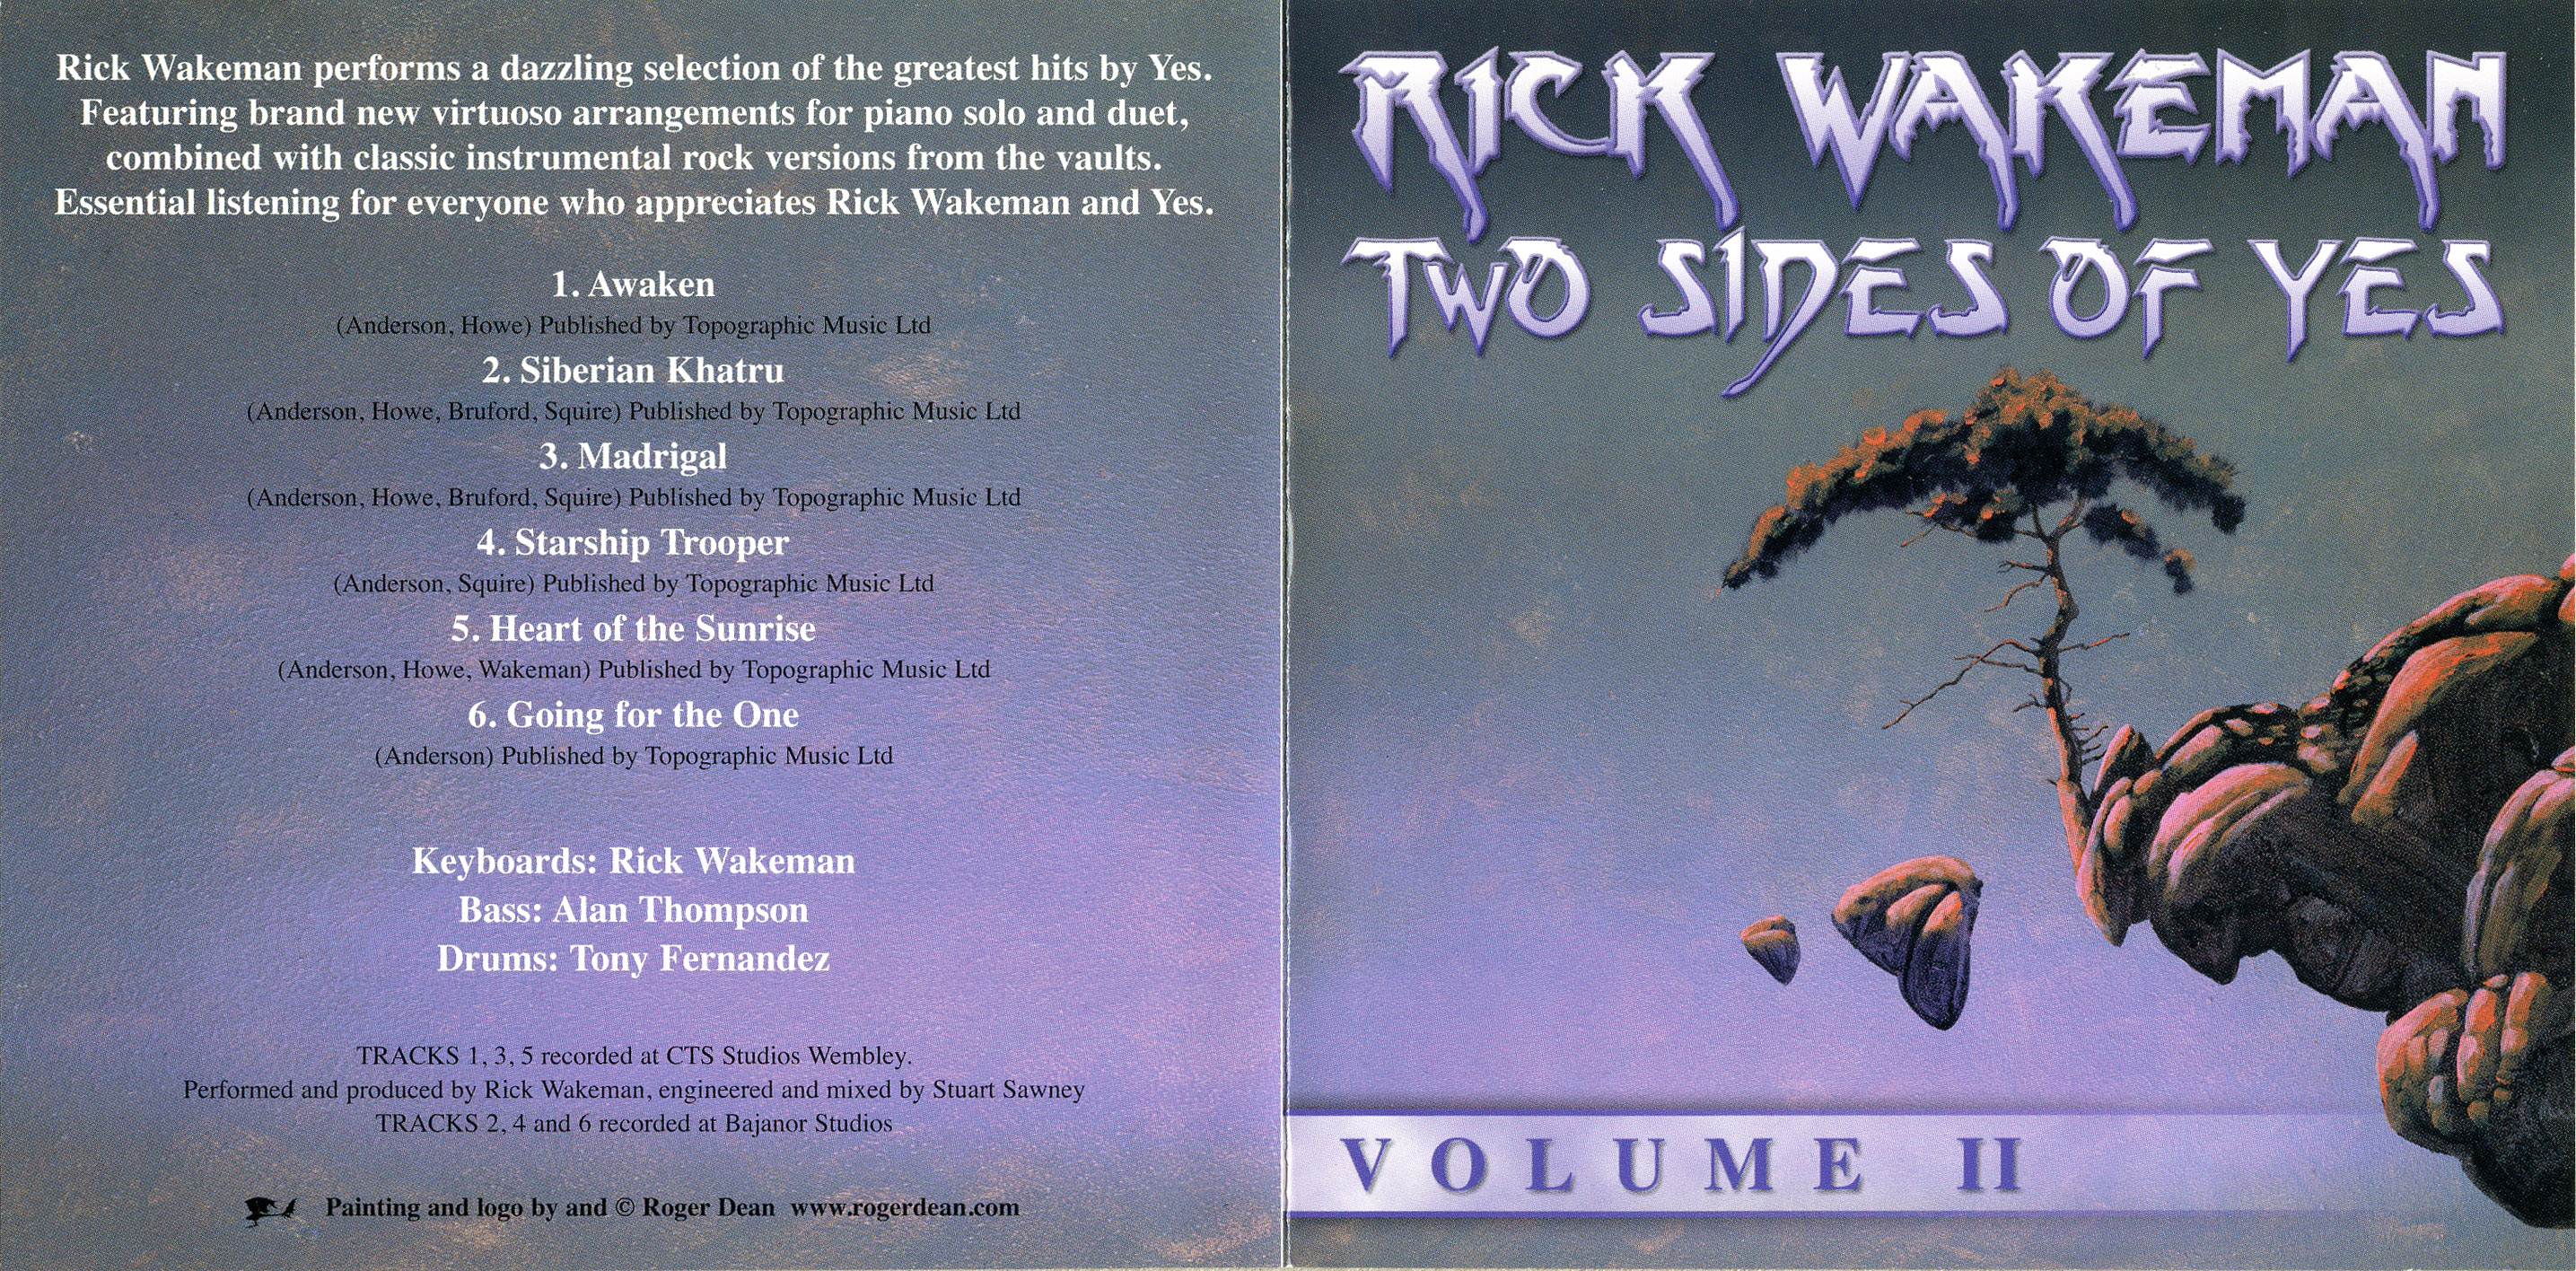 Rick Wakeman performs a dazzling selection of the greatest hits by Yes.
Featuring brand new virtuoso arrangements for piano solo and duet,
combined with classic instrumental rock versions from the vaults.
Essential listening for everyone who appreciates Rick Wakeman and Yes.
1. Awaken
(Anderson, Howe) Published by Topographic Music Ltd
2. Siberian Khatru
(Anderson, Howe, Bruford, Squire) Published by Topographic Music Ltd
3. Madrigal
(Anderson, Howe, Bruford, Squire) Published by Topographic Music Ltd
4. Starship Trooper
(Anderson, Squire) Published by Topographic Music Ltd
5. Heart of the Sunrise
(Anderson, Howe, Wakeman) Published by Topographic Music Ltd
6. Going for the One
(Anderson) Published by Topographic Music Ltd
Keyboards: Rick Wakeman
Bass: Alan Thompson
Drums: Tony Fernandez
TRACKS 1, 3, 5 recorded at CTS Studios Wembley.
Performed and produced by Rick Wakeman, engineered and mixed by Stuart Sawney
TRACKS 2, 4 and 6 recorded at Bajanor Studios
Painting and logo by and © Roger Dean www.rogerdean.com
RICK WAKEMAN
TWO SIDES OF YES
VOLUME II